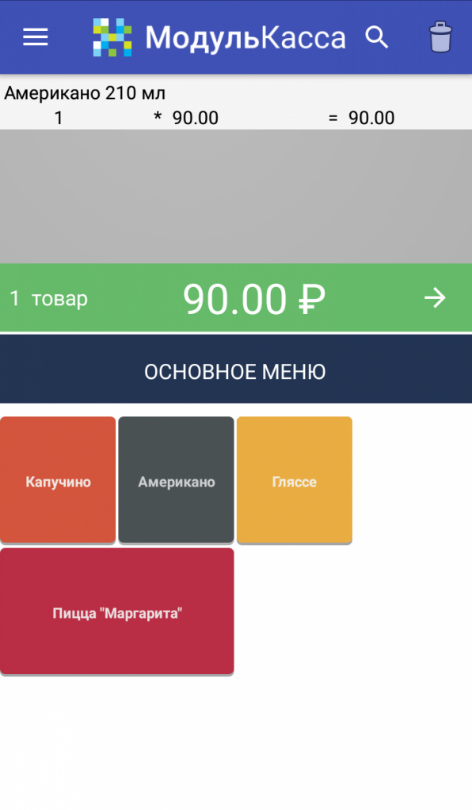 МодульКасса
Американо 210 мл
1 * 90.00 = 90.00
1 товар 90.00 ₽
ОСНОВНОЕ МЕНЮ
Капучино Американо Гляссе
Пицца "Маргарита"